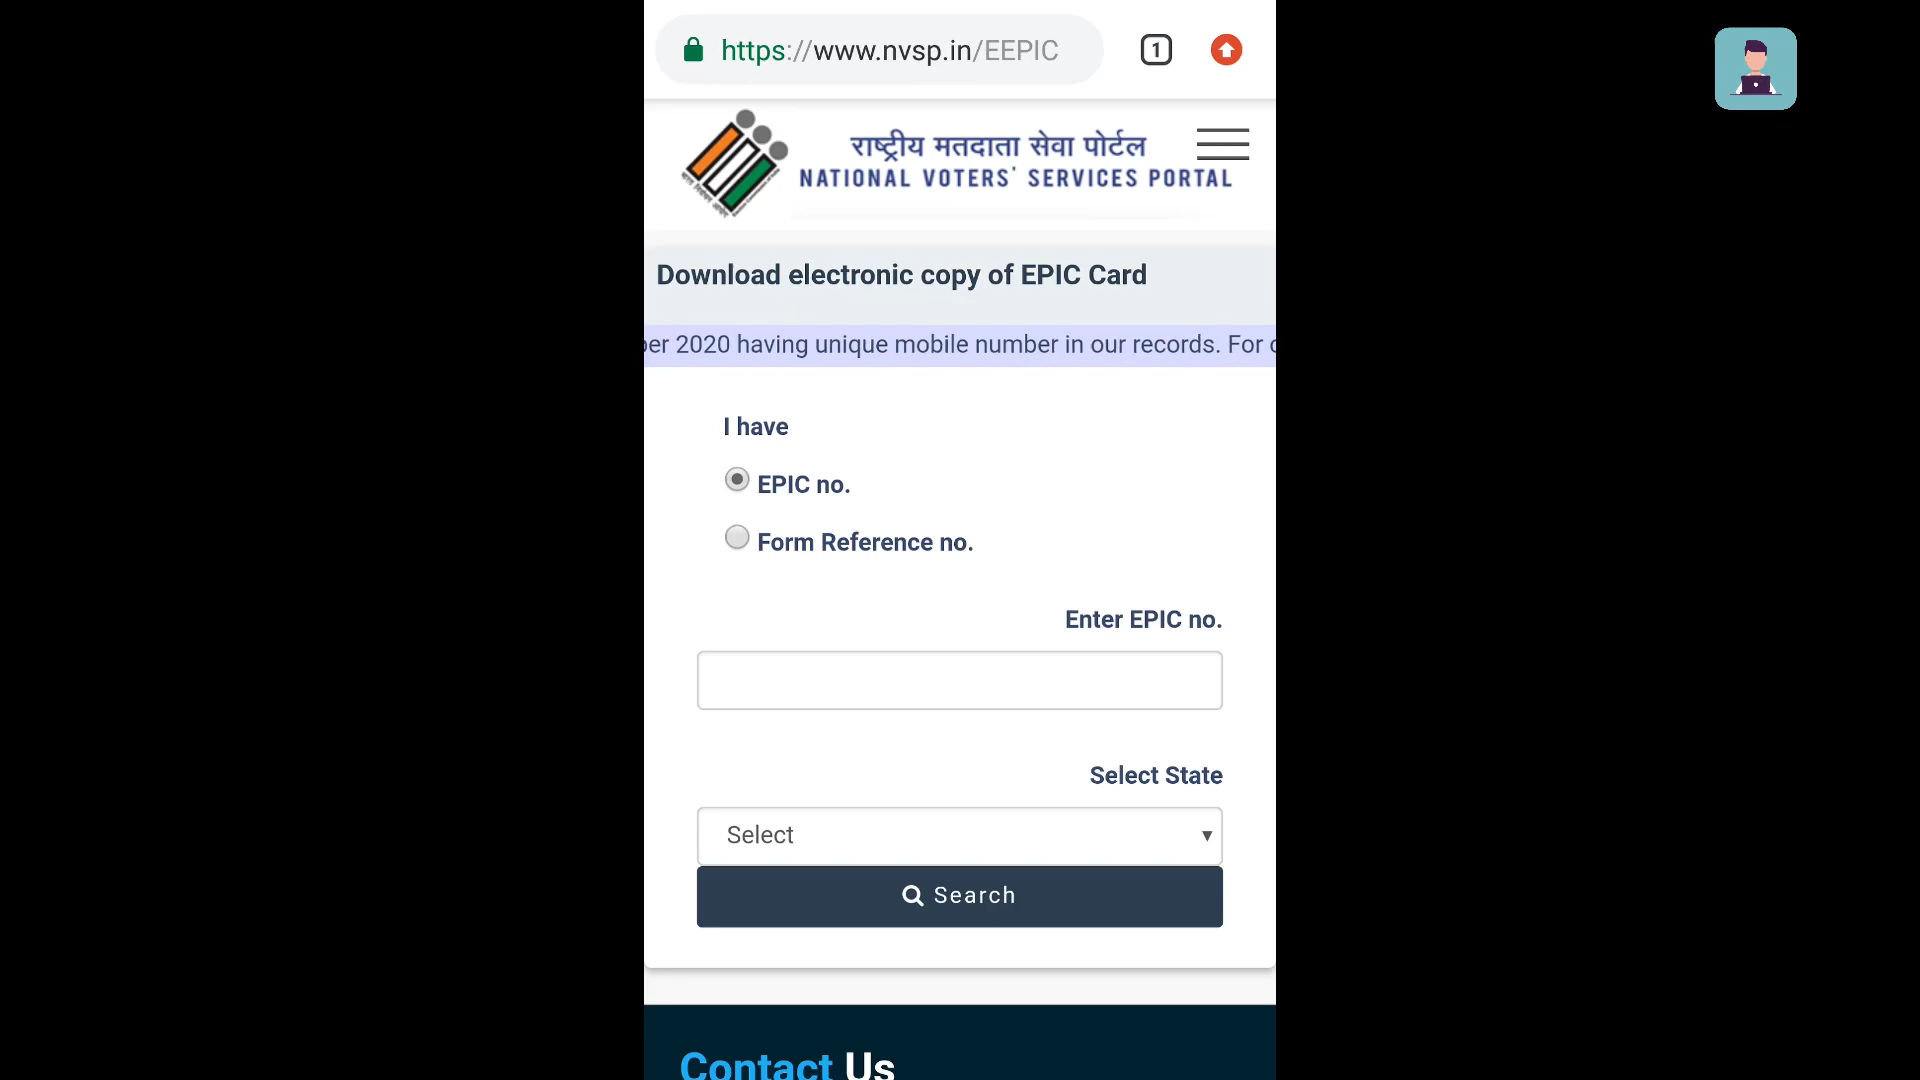 https://www.nvsp.in/EEPIC
1
राष्ट्रीय मतदाता सेवा पोर्टल
NATIONAL VOTERS' SERVICES PORTAL
Download electronic copy of EPIC Card
2020 having unique mobile number in our records. For
I have
EPIC no.
Form Reference no.
Enter EPIC no.
Select State
Select
Search
Contact Us